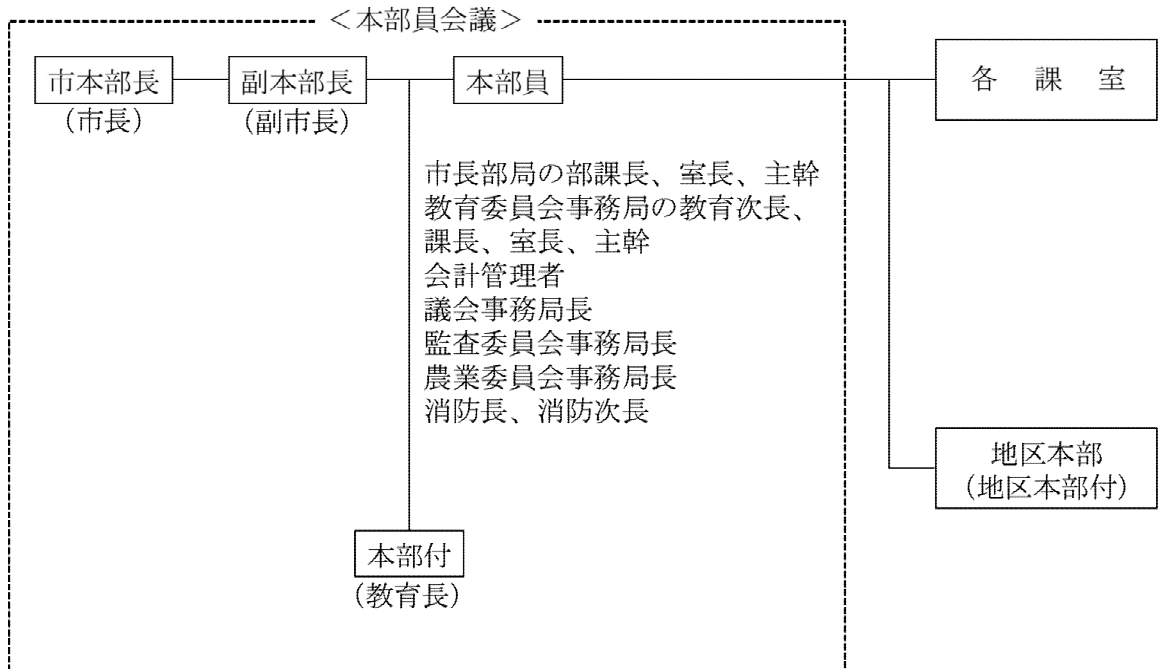 ＜本部員会議＞
市本部長
（市長）
副本部長
（副市長）
本部員
各　課　室
市長部局の部課長、室長、主幹
教育委員会事務局の教育次長、
課長、室長、主幹
会計管理者
議会事務局長
監査委員会事務局長
農業委員会事務局長
消防長、消防次長
地区本部
（地区本部付）
本部付
（教育長）